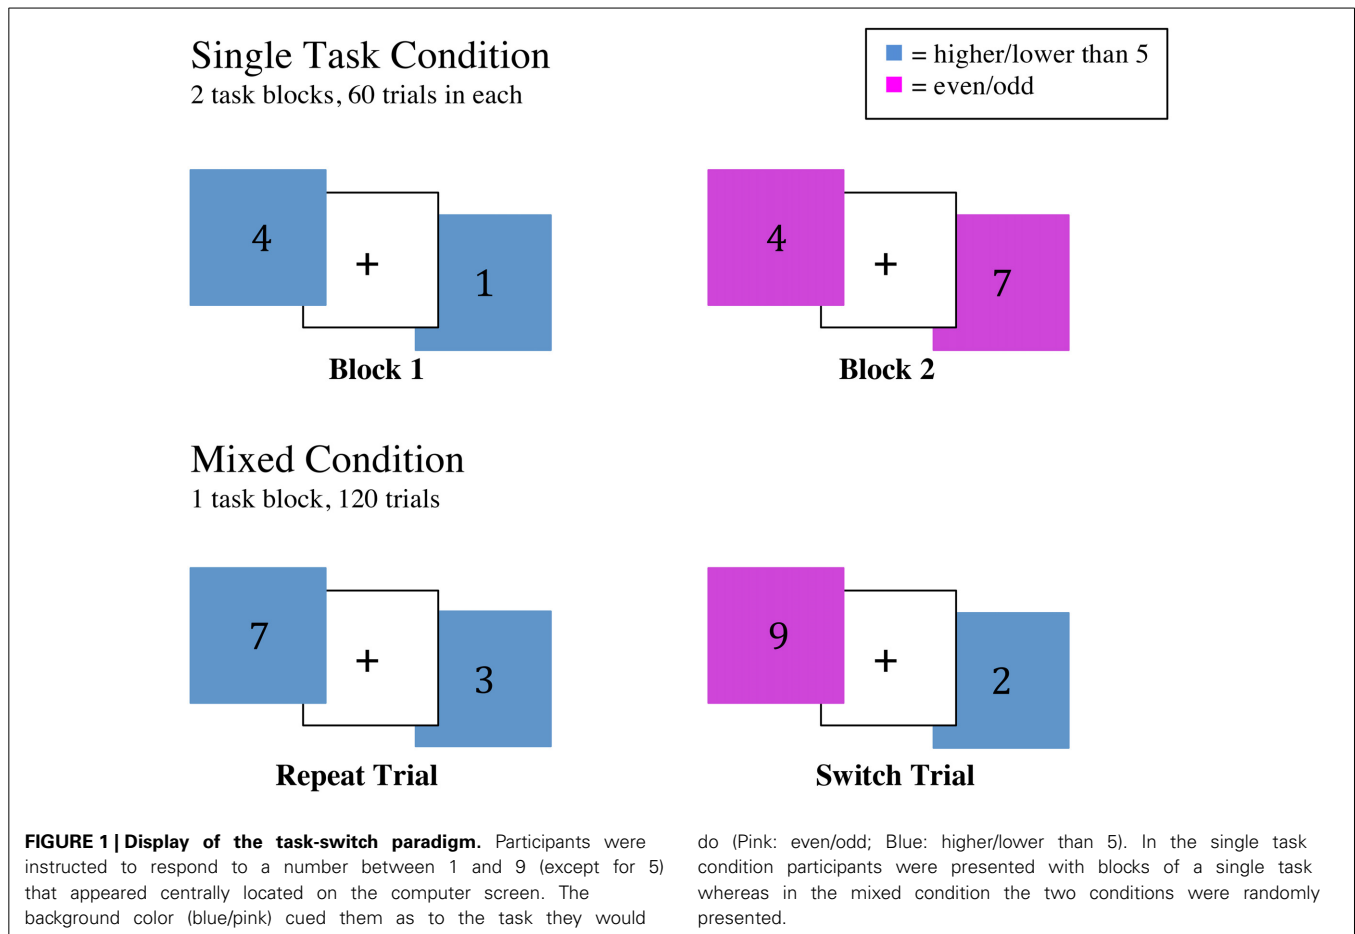 Single Task Condition
2 task blocks, 60 trials in each
= higher/lower than 5
= even/odd
4
+
1
Block 1
4
+
7
Block 2
Mixed Condition
1 task block, 120 trials
7
+
3
Repeat Trial
9
+
2
Switch Trial
FIGURE 1 | Display of the task-switch paradigm. Participants were
instructed to respond to a number between 1 and 9 (except for 5)
that appeared centrally located on the computer screen. The
background color (blue/pink) cued them as to the task they would
do (Pink: even/odd; Blue: higher/lower than 5). In the single task
condition participants were presented with blocks of a single task
whereas in the mixed condition the two conditions were randomly
presented.